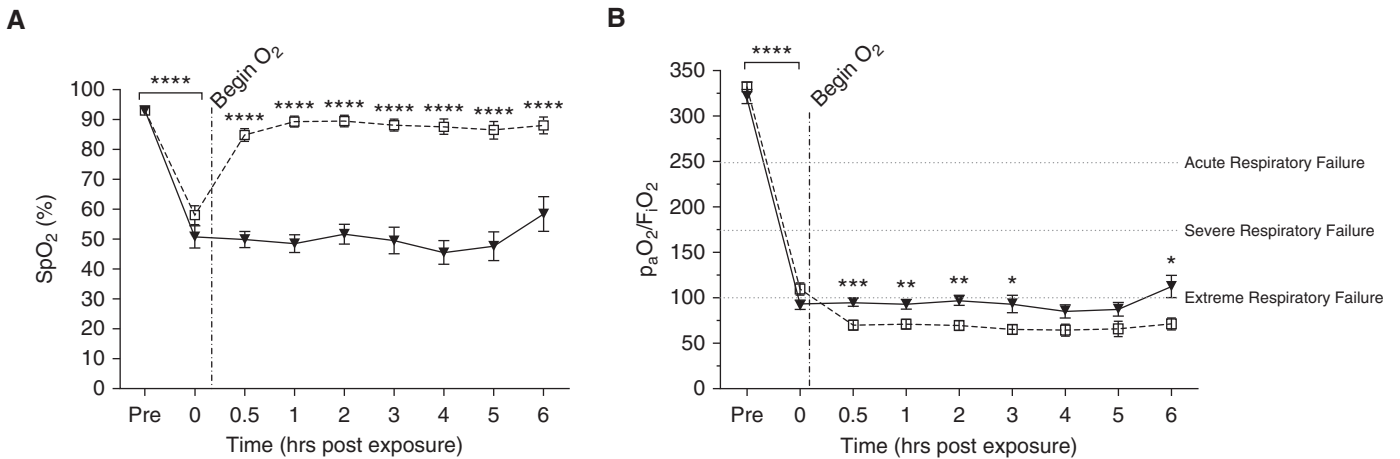 A
B
****
Begin O₂
****
****
****
****
****
****
****
100
90
80
70
60
50
40
30
20
10
0
SpO₂ (%)
Pre 0 0.5 1 2 3 4 5 6
Time (hrs post exposure)
****
Begin O₂
350
300
250
200
150
100
50
0
pₐO₂/FᵢO₂
Acute Respiratory Failure
Severe Respiratory Failure
Extreme Respiratory Failure
***
**
**
*
*
Pre 0 0.5 1 2 3 4 5 6
Time (hrs post exposure)